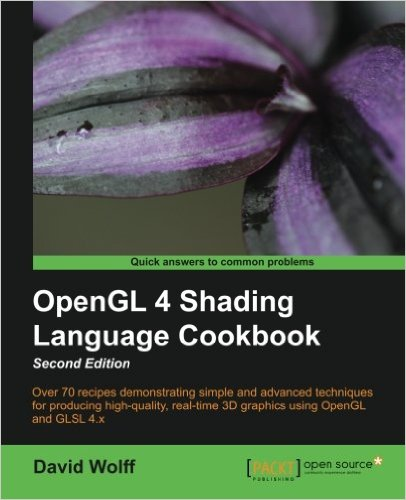 Quick answers to common problems
OpenGL 4 Shading
Language Cookbook
Second Edition
Over 70 recipes demonstrating simple and advanced techniques
for producing high-quality, real-time 3D graphics using OpenGL
and GLSL 4.x
David Wolff
[PACKT] open source*
PUBLISHING community experience distilled